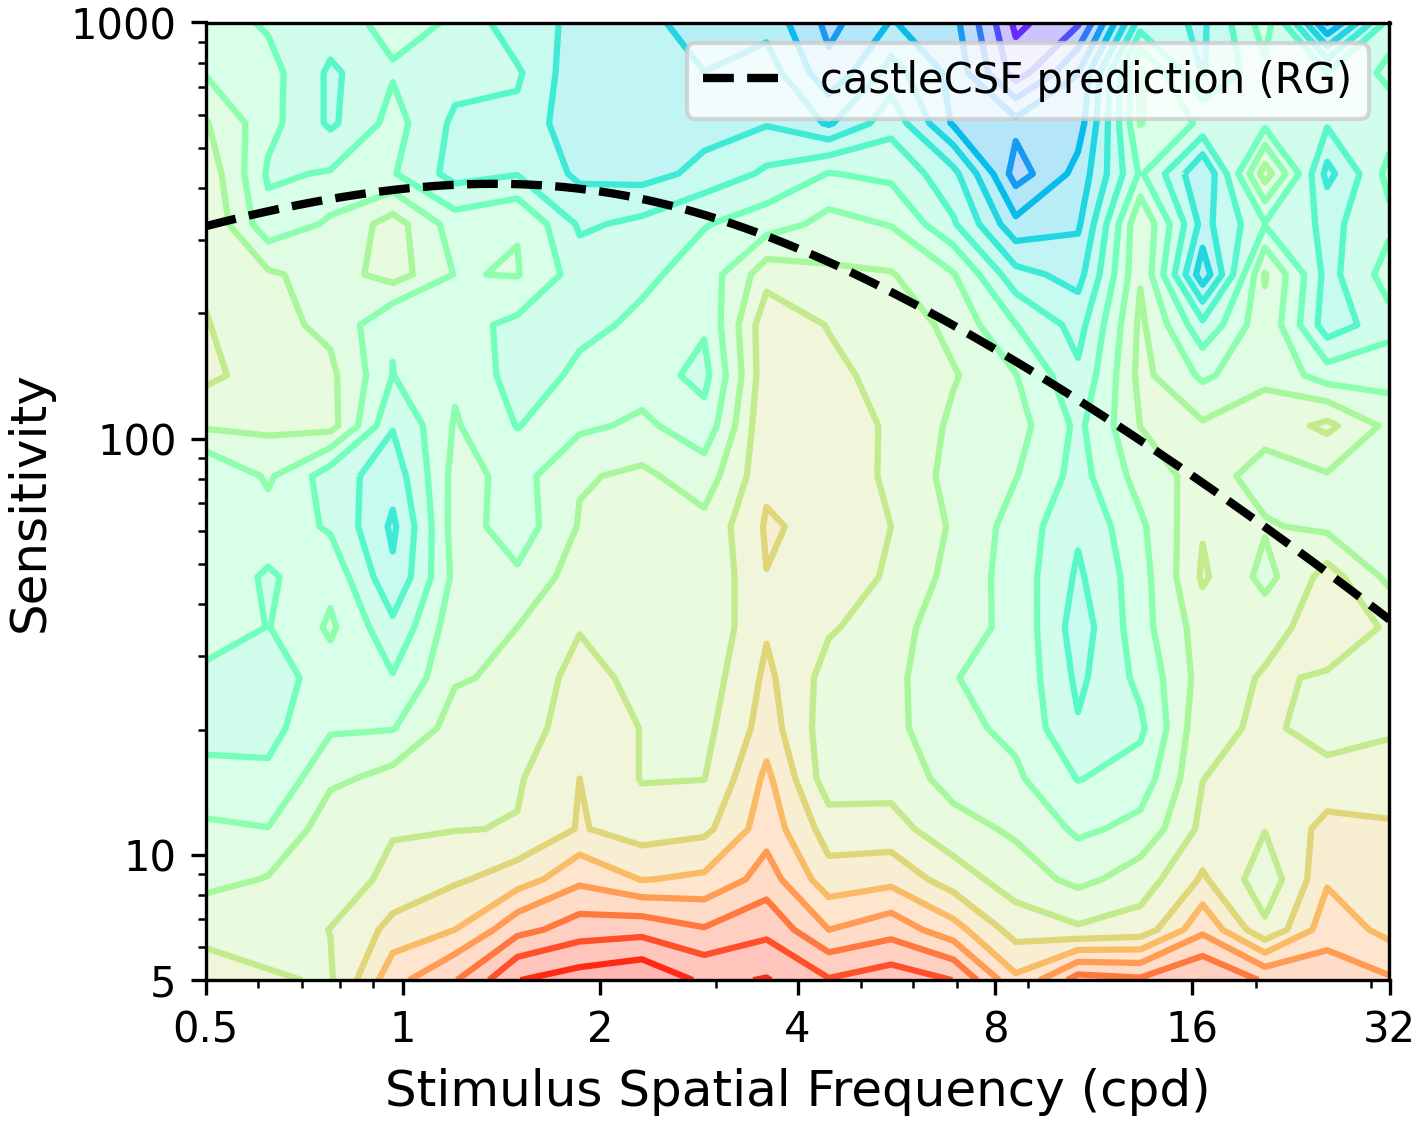 1000
castleCSF prediction (RG)
100
10
5
Sensitivity
0.5 1 2 4 8 16 32
Stimulus Spatial Frequency (cpd)